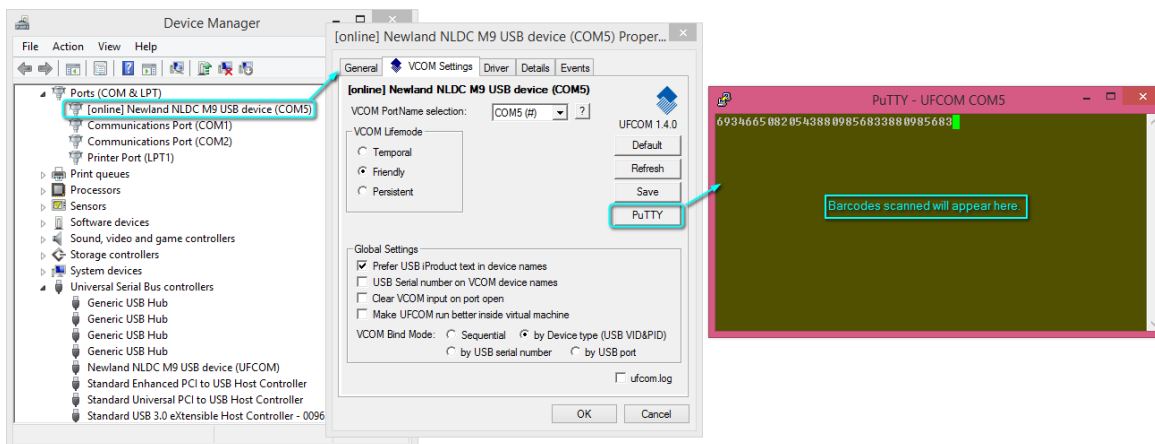 Device Manager
File Action View Help
Ports (COM & LPT)
[online] Newland NLDC M9 USB device (COM5)
Communications Port (COM1)
Communications Port (COM2)
Printer Port (LPT1)
Print queues
Processors
Sensors
Software devices
Sound, video and game controllers
Storage controllers
System devices
Universal Serial Bus controllers
Generic USB Hub
Generic USB Hub
Generic USB Hub
Generic USB Hub
Newland NLDC M9 USB device (UFCOM)
Standard Enhanced PCI to USB Host Controller
Standard Universal PCI to USB Host Controller
Standard USB 3.0 eXtensible Host Controller - 0096
[online] Newland NLDC M9 USB device (COM5) Proper...
General VCOM Settings Driver Details Events
[online] Newland NLDC M9 USB device (COM5)
VCOM PortName selection: COM5 (#) ?
UFCOM 1.4.0
VCOM Lifemode
Temporal
Friendly
Persistent
Default
Refresh
Save
PuTTY
Global Settings
Prefer USB iProduct text in device names
USB Serial number on VCOM device names
Clear VCOM input on port open
Make UFCOM run better inside virtual machine
VCOM Bind Mode: Sequential by Device type (USB VID&PID)
by USB serial number by USB port
ufcom.log
OK Cancel
PuTTY - UFCOM COM5
693466508205438809856833880985683
Barcodes scanned will appear here.